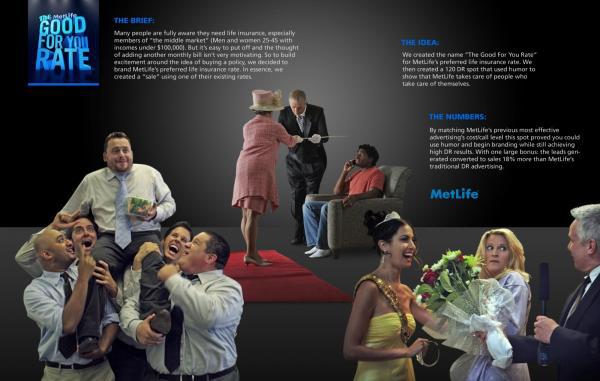 THE MetLife
GOOD
FOR YOU
RATE
THE BRIEF:
Many people are fully aware they need life insurance, especially
members of "the middle market" (Men and women 25-45 with
incomes under $100,000). But it's easy to put off and the thought
of adding another monthly bill isn't very motivating. So to build
excitement around the idea of buying a policy, we decided to
brand MetLife's preferred life insurance rate. In essence, we
created a "sale" using one of their existing rates.
THE IDEA:
We created the name "The Good For You Rate"
for MetLife's preferred life insurance rate. We
then created a 120 DR spot that used humor to
show that MetLife takes care of people who
take care of themselves.
THE NUMBERS:
By matching MetLife's previous most effective
advertising's cost/call level this spot proved you could
use humor and begin branding while still achieving
high DR results. With one large bonus: the leads gen-
erated converted to sales 18% more than MetLife's
traditional DR advertising.
MetLife